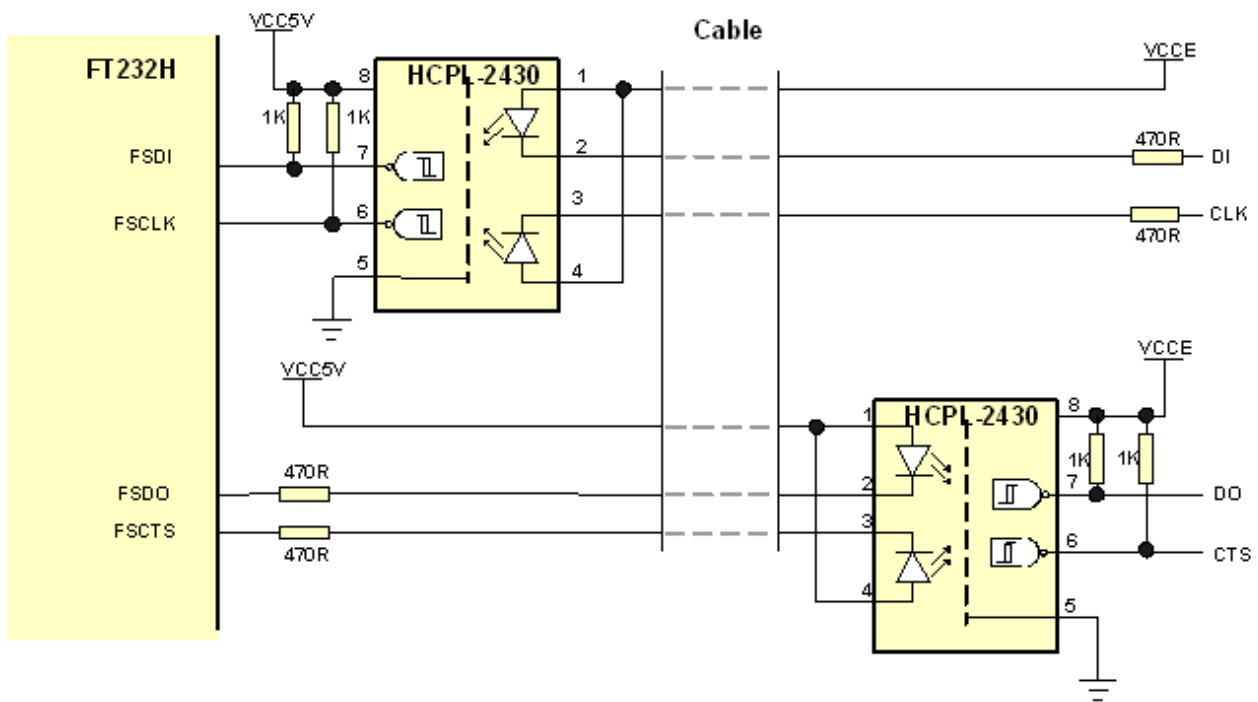 VCC5V
Cable
VCCE
FT232H
8
HCPL-2430
1
1K
1K
FSDI
7
2
470R
DI
FSCLK
6
3
CLK
470R
5
4
VCC5V
VCCE
1
HCPL-2430
8
470R
1K
1K
FSDO
2
7
DO
FSCTS
3
470R
6
CTS
4
5